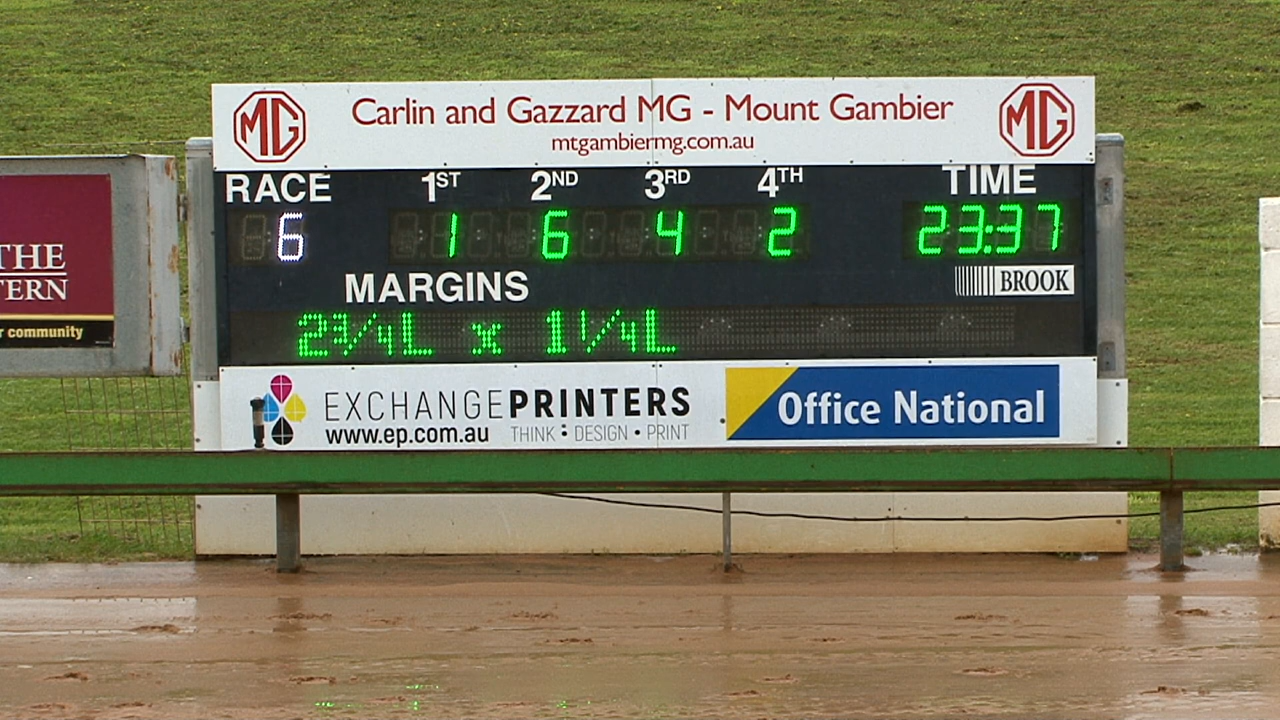 MG Carlin and Gazzard MG - Mount Gambier MG
mtgambiermg.com.au
RACE 1ST 2ND 3RD 4TH TIME
6 1 6 4 2 23:37
MARGINS
BROOK
2¾L x 1¼L
THE
TERN
r community
EXCHANGEPRINTERS
www.ep.com.au THINK : DESIGN • PRINT
Office National